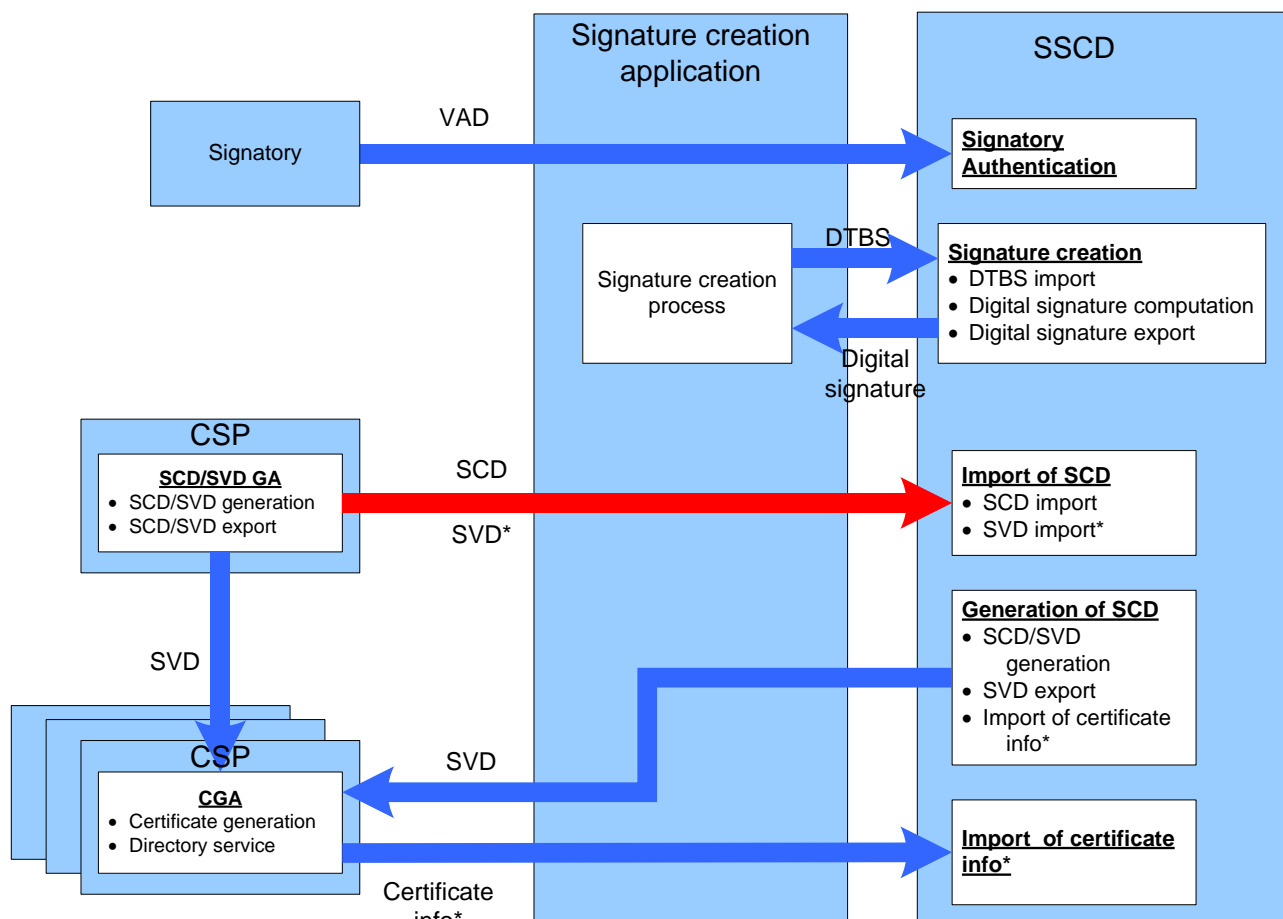 Signature creation
application
SSCD
VAD
Signatory
Signatory
Authentication
DTBS
Signature creation
process
Signature creation
• DTBS import
• Digital signature computation
• Digital signature export
Digital
signature
CSP
SCD/SVD GA
• SCD/SVD generation
• SCD/SVD export
SCD
SVD*
Import of SCD
• SCD import
• SVD import*
Generation of SCD
• SCD/SVD
generation
• SVD export
• Import of certificate
info*
SVD
CSP
CGA
• Certificate generation
• Directory service
SVD
Import of certificate
info*
Certificate
info*